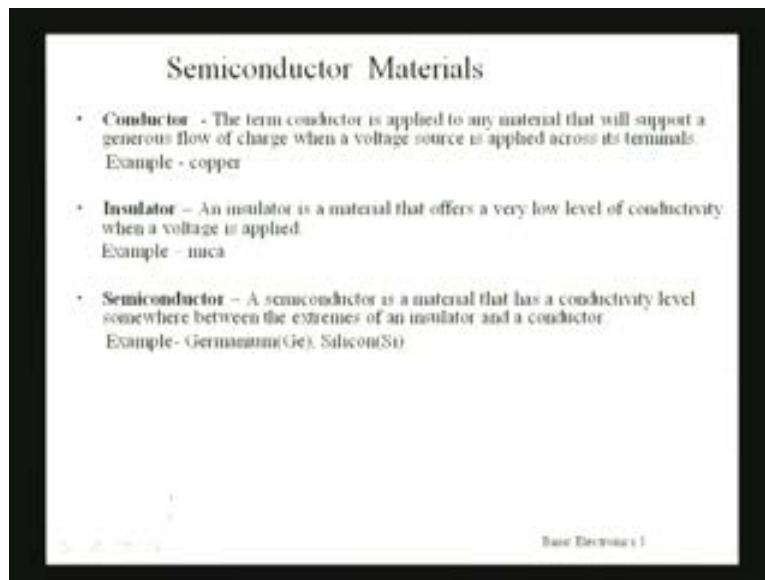 Semiconductor Materials
• Conductor - The term conductor is applied to any material that will support a
generous flow of charge when a voltage source is applied across its terminals.
Example - copper
• Insulator – An insulator is a material that offers a very low level of conductivity
when a voltage is applied.
Example – mica
• Semiconductor – A semiconductor is a material that has a conductivity level
somewhere between the extremes of an insulator and a conductor
Example- Germanium(Ge), Silicon(Si)
Basic Electronics 1